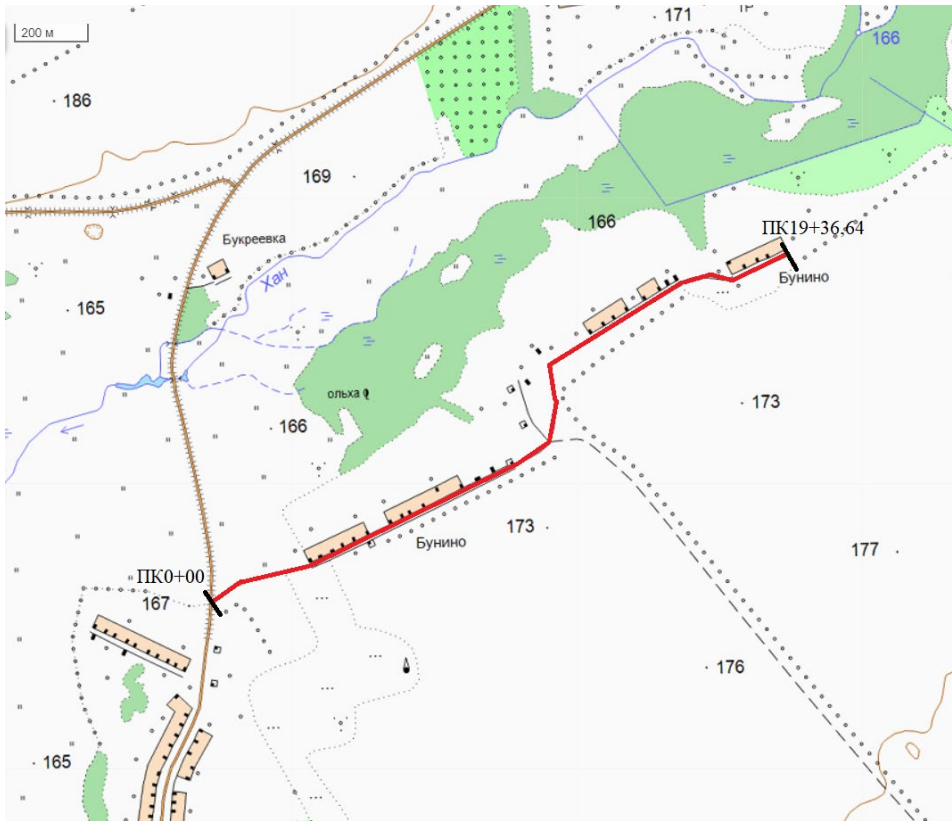 171
ТР
200 м
166
186
169
ПК19+36,64
166
Букреевка
Бунино
Хан
165
ольха
173
166
173
Бунино
177
ПК0+00
167
176
165